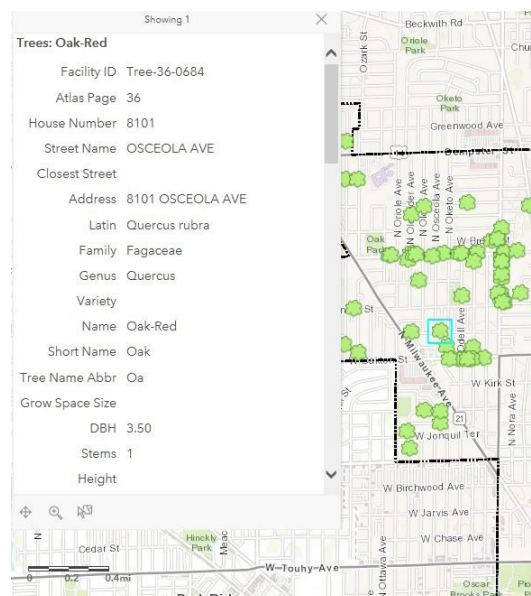 Showing 1
Trees: Oak-Red
Facility ID Tree-36-0684
Atlas Page 36
House Number 8101
Street Name OSCEOLA AVE
Closest Street
Address 8101 OSCEOLA AVE
Latin Quercus rubra
Family Fagaceae
Genus Quercus
Variety
Name Oak-Red
Short Name Oak
Tree Name Abbr Oa
Grow Space Size
DBH 3.50
Stems 1
Height
Beckwith Rd
Oriole
Park
Ozark St
Oketo
Park
Greenwood Ave
Dempster St
N Oriole Ave
N Osceola Ave
N Oketo Ave
Oak
Park
N Milwaukee Ave
W Kirk St
21
W Jonquil Ter
N Nora Ave
W Birchwood Ave
W Jarvis Ave
W Chase Ave
N Ottawa Ave
Hinckly
Park
Cedar St
W Touhy Ave
0 0.2 0.4mi
Oscar